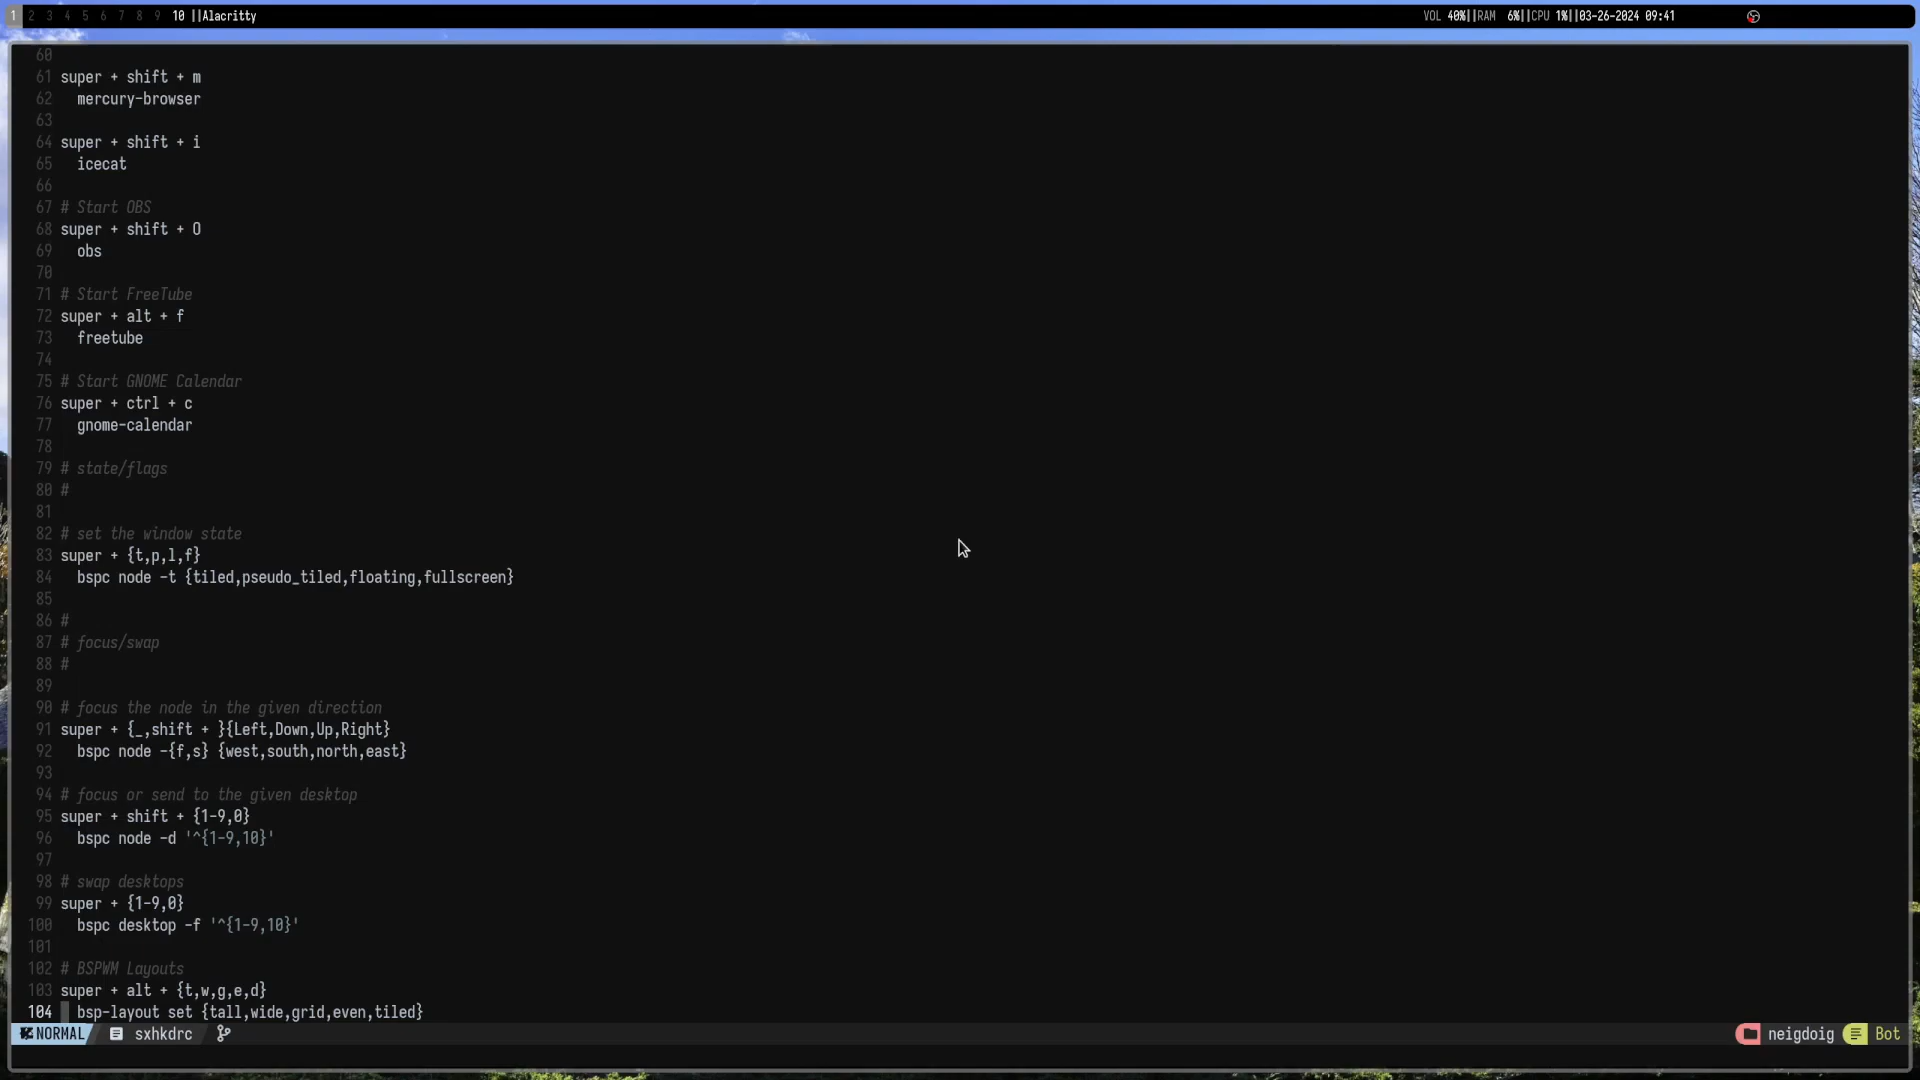 1 2 3 4 5 6 7 8 9 10 ||Alacritty
VOL 40%||RAM 6%||CPU 1%||03-26-2024 09:41
60
61 super + shift + m
62 mercury-browser
63
64 super + shift + i
65 icecat
66
67 # Start OBS
68 super + shift + O
69 obs
70
71 # Start FreeTube
72 super + alt + f
73 freetube
74
75 # Start GNOME Calendar
76 super + ctrl + c
77 gnome-calendar
78
79 # state/flags
80 #
81
82 # set the window state
83 super + {t,p,l,f}
84 bspc node -t {tiled,pseudo_tiled,floating,fullscreen}
85
86 #
87 # focus/swap
88 #
89
90 # focus the node in the given direction
91 super + {_,shift + }{Left,Down,Up,Right}
92 bspc node -{f,s} {west,south,north,east}
93
94 # focus or send to the given desktop
95 super + shift + {1-9,0}
96 bspc node -d '^{1-9,10}'
97
98 # swap desktops
99 super + {1-9,0}
100 bspc desktop -f '^{1-9,10}'
101
102 # BSPWM Layouts
103 super + alt + {t,w,g,e,d}
104 bsp-layout set {tall,wide,grid,even,tiled}
NORMAL sxhkdrc neigdoig Bot